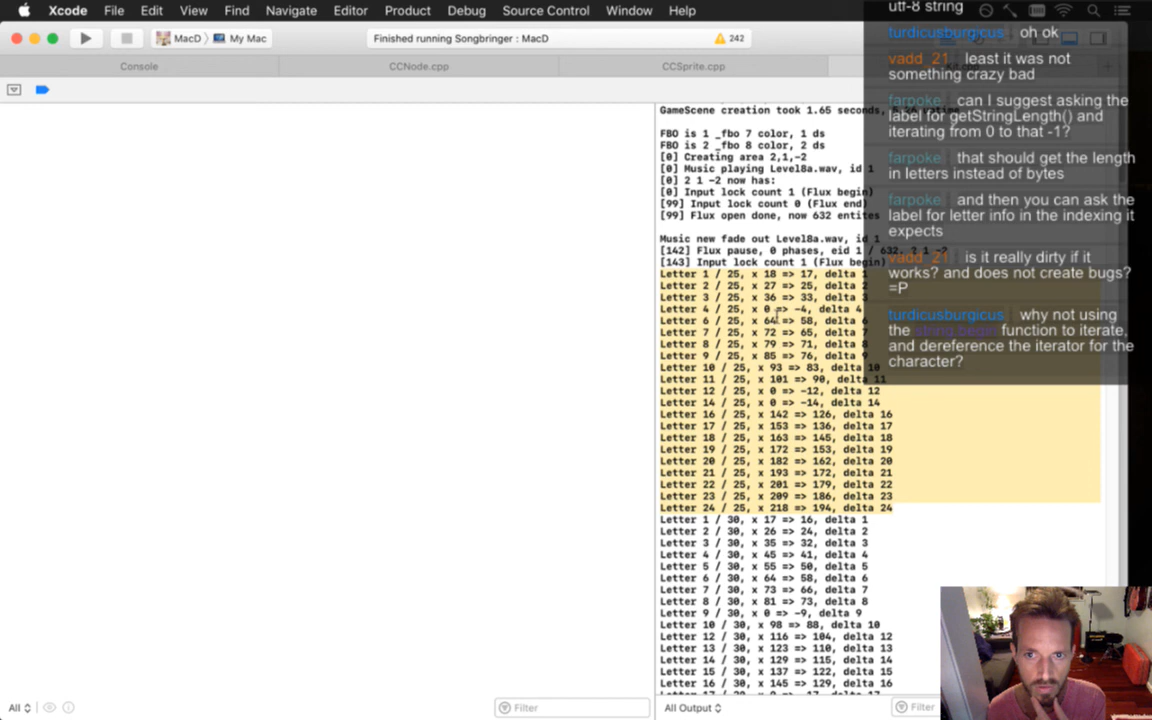 Xcode File Edit View Find Navigate Editor Product Debug Source Control Window Help
MacD My Mac
Finished running Songbringer : MacD
242
Console
CCNode.cpp
CCSprite.cpp
GameScene creation took 1.65 seconds,
FBO is 1 _fbo 7 color, 1 ds
FBO is 2 _fbo 8 color, 2 ds
[0] Creating area 2,1,-2
[0] Music playing Level8a.wav, id 1
[0] 2 1 -2 now has:
[0] Input lock count 1 (Flux begin)
[99] Input lock count 0 (Flux end)
[99] Flux open done, now 632 entites
Music new fade out Level8a.wav, id 1
[142] Flux pause, 0 phases, eid 1 / 632, 2 1 -2
[143] Input lock count 1 (Flux begin)
Letter 1 / 25, x 18 => 17, delta 1
Letter 2 / 25, x 27 => 25, delta 2
Letter 3 / 25, x 36 => 33, delta 3
Letter 4 / 25, x 0 => -4, delta 4
Letter 6 / 25, x 64 => 58, delta 6
Letter 7 / 25, x 72 => 65, delta 7
Letter 8 / 25, x 79 => 71, delta 8
Letter 9 / 25, x 85 => 76, delta 9
Letter 10 / 25, x 93 => 83, delta 10
Letter 11 / 25, x 101 => 90, delta 11
Letter 12 / 25, x 0 => -12, delta 12
Letter 14 / 25, x 0 => -14, delta 14
Letter 16 / 25, x 142 => 126, delta 16
Letter 17 / 25, x 153 => 136, delta 17
Letter 18 / 25, x 163 => 145, delta 18
Letter 19 / 25, x 172 => 153, delta 19
Letter 20 / 25, x 182 => 162, delta 20
Letter 21 / 25, x 193 => 172, delta 21
Letter 22 / 25, x 201 => 179, delta 22
Letter 23 / 25, x 209 => 186, delta 23
Letter 24 / 25, x 218 => 194, delta 24
Letter 1 / 30, x 17 => 16, delta 1
Letter 2 / 30, x 26 => 24, delta 2
Letter 3 / 30, x 35 => 32, delta 3
Letter 4 / 30, x 45 => 41, delta 4
Letter 5 / 30, x 55 => 50, delta 5
Letter 6 / 30, x 64 => 58, delta 6
Letter 7 / 30, x 73 => 66, delta 7
Letter 8 / 30, x 81 => 73, delta 8
Letter 9 / 30, x 0 => -9, delta 9
Letter 10 / 30, x 98 => 88, delta 10
Letter 12 / 30, x 116 => 104, delta 12
Letter 13 / 30, x 123 => 110, delta 13
Letter 14 / 30, x 129 => 115, delta 14
Letter 15 / 30, x 137 => 122, delta 15
Letter 16 / 30, x 145 => 129, delta 16
utf-8 string
turdicusburgicus oh ok
vadd_21 least it was not
something crazy bad
farpoke can I suggest asking the
label for getStringLength() and
iterating from 0 to that -1?
farpoke that should get the length
in letters instead of bytes
farpoke and then you can ask the
label for letter info in the indexing it
expects
vadd_21 is it really dirty if it
works? and does not create bugs?
=P
turdicusburgicus why not using
the string.begin function to iterate,
and dereference the iterator for the
character?
All
Filter
All Output
Filter